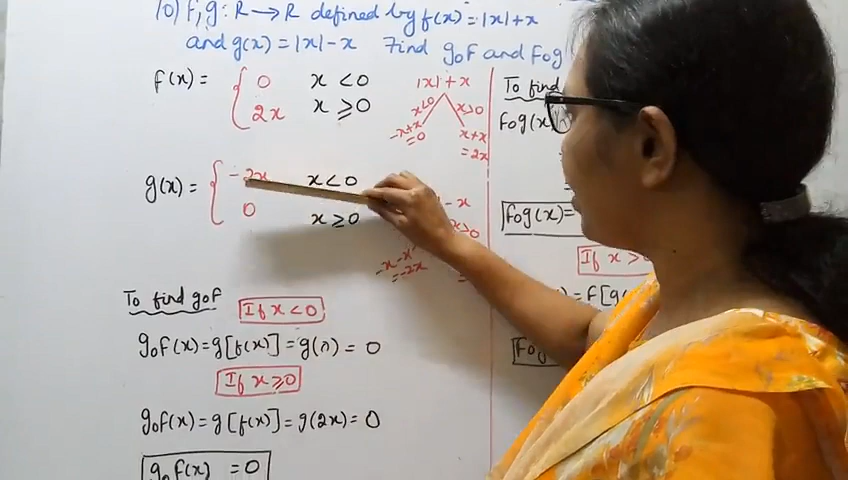 10) f,g: R→R defined by f(x) = |x|+x
and g(x) = |x|-x Find gof and fog
f(x) = { 0 x < 0
2x x ≥ 0
|x| + x
x<0 x≥0
-x+x =0
x+x =2x
g(x) = { -2x x < 0
0 x ≥ 0
- x
-x-x =-2x
To find gof If x < 0
gof(x) = g[f(x)] = g(0) = 0
If x ≥ 0
gof(x) = g[f(x)] = g(2x) = 0
gof(x) = 0
To find
fog(x)
fog(x) =
If x
= f[g(
fog